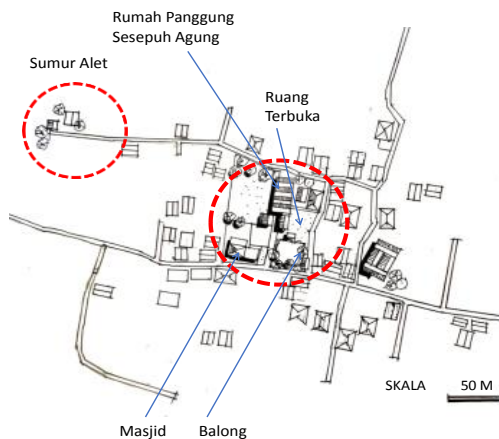 Rumah Panggung
Sesepuh Agung
Sumur Alet
Ruang
Terbuka
SKALA
50 M
Masjid
Balong